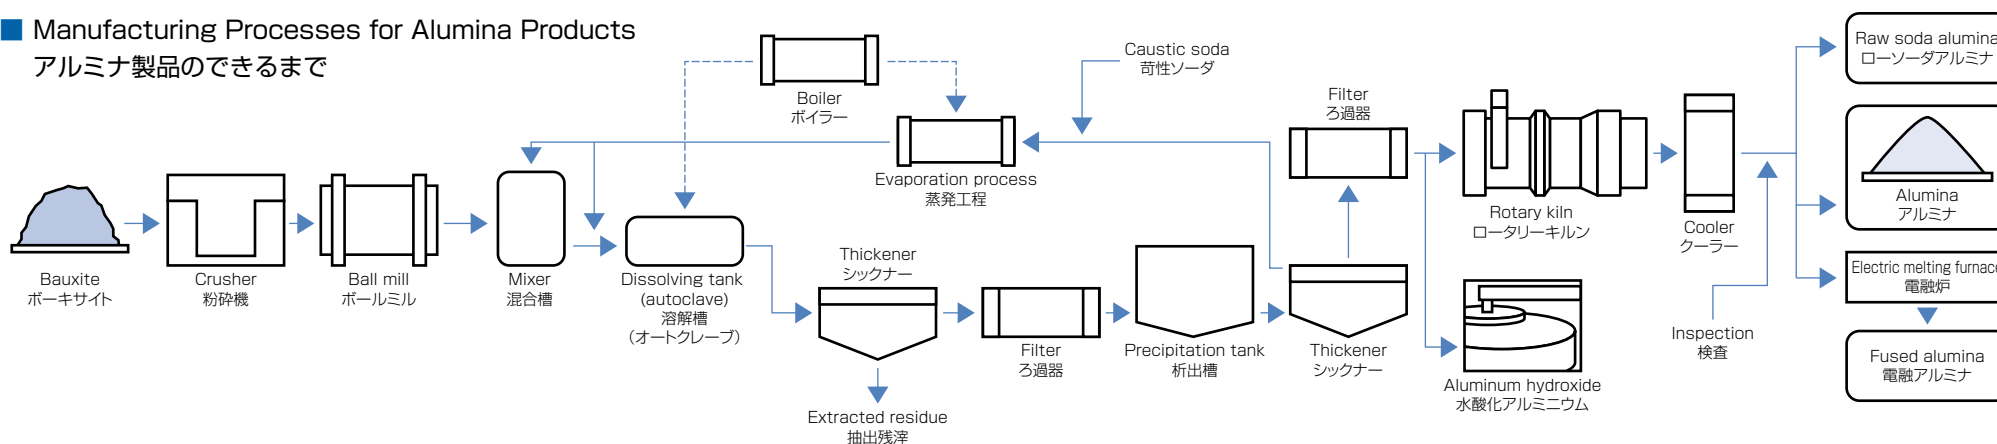 Manufacturing Processes for Alumina Products
アルミナ製品のできるまで
Bauxite
ボーキサイト
Crusher
粉砕機
Ball mill
ボールミル
Mixer
混合槽
Boiler
ボイラー
Dissolving tank
(autoclave)
溶解槽
（オートクレーブ）
Evaporation process
蒸発工程
Caustic soda
苛性ソーダ
Thickener
シックナー
Extracted residue
抽出残滓
Filter
ろ過器
Precipitation tank
析出槽
Thickener
シックナー
Filter
ろ過器
Rotary kiln
ロータリーキルン
Aluminum hydroxide
水酸化アルミニウム
Cooler
クーラー
Inspection
検査
Raw soda alumina
ローソーダアルミナ
Alumina
アルミナ
Electric melting furnace
電融炉
Fused alumina
電融アルミナ